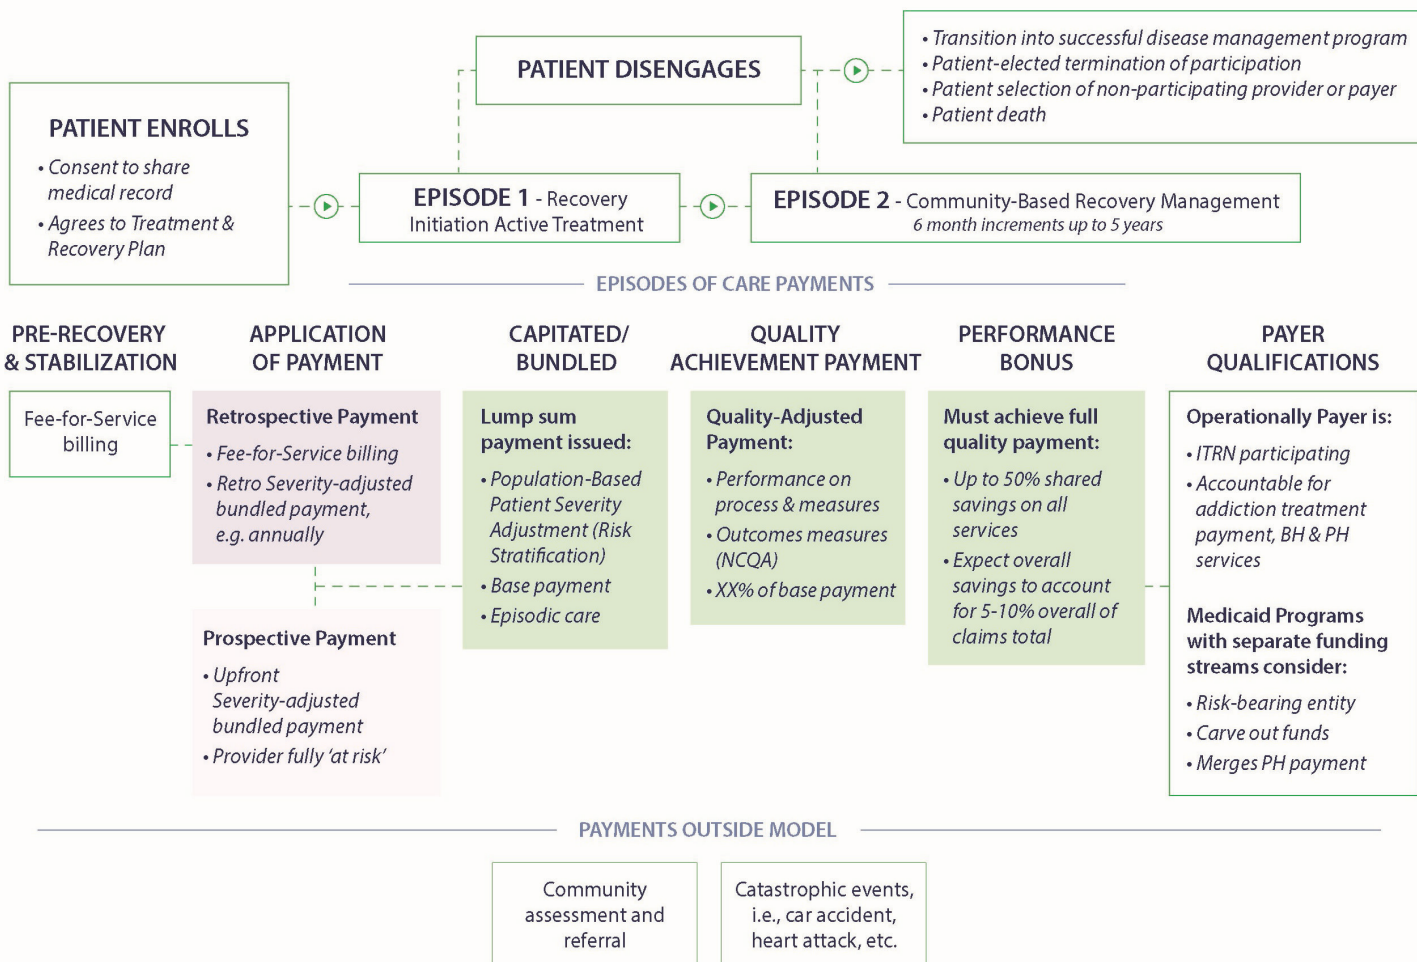 PATIENT DISENGAGES
• Transition into successful disease management program
• Patient-elected termination of participation
• Patient selection of non-participating provider or payer
• Patient death
PATIENT ENROLLS
• Consent to share
medical record
• Agrees to Treatment &
Recovery Plan
EPISODE 1 - Recovery
Initiation Active Treatment
EPISODE 2 - Community-Based Recovery Management
6 month increments up to 5 years
EPISODES OF CARE PAYMENTS
PRE-RECOVERY
& STABILIZATION
Fee-for-Service
billing
APPLICATION
OF PAYMENT
Retrospective Payment
• Fee-for-Service billing
• Retro Severity-adjusted
bundled payment,
e.g. annually
Prospective Payment
• Upfront
Severity-adjusted
bundled payment
• Provider fully ‘at risk’
CAPITATED/
BUNDLED
Lump sum
payment issued:
• Population-Based
Patient Severity
Adjustment (Risk
Stratification)
• Base payment
• Episodic care
QUALITY
ACHIEVEMENT PAYMENT
Quality-Adjusted
Payment:
• Performance on
process & measures
• Outcomes measures
(NCQA)
• XX% of base payment
PERFORMANCE
BONUS
Must achieve full
quality payment:
• Up to 50% shared
savings on all
services
• Expect overall
savings to account
for 5-10% overall of
claims total
PAYER
QUALIFICATIONS
Operationally Payer is:
• ITRN participating
• Accountable for
addiction treatment
payment, BH & PH
services
Medicaid Programs
with separate funding
streams consider:
• Risk-bearing entity
• Carve out funds
• Merges PH payment
PAYMENTS OUTSIDE MODEL
Community
assessment and
referral
Catastrophic events,
i.e., car accident,
heart attack, etc.